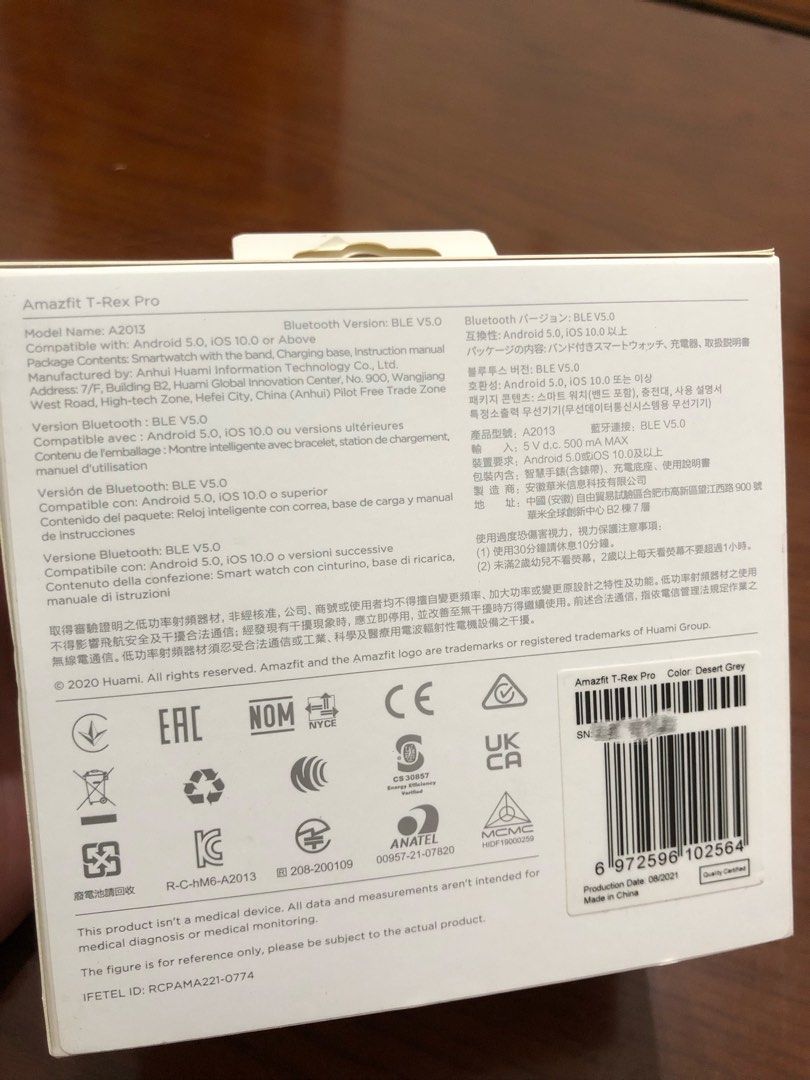 Amazfit T-Rex Pro
Model Name: A2013 Bluetooth Version: BLE V5.0
Compatible with: Android 5.0, iOS 10.0 or Above
Package Contents: Smartwatch with the band, Charging base, Instruction manual
Manufactured by: Anhui Huami Information Technology Co., Ltd.
Address: 7/F, Building B2, Huami Global Innovation Center, No. 900, Wangjiang
West Road, High-tech Zone, Hefei City, China (Anhui) Pilot Free Trade Zone
Version Bluetooth : BLE V5.0
Compatible avec : Android 5.0, iOS 10.0 ou versions ultérieures
Contenu de l'emballage : Montre intelligente avec bracelet, station de chargement,
manuel d'utilisation
Versión de Bluetooth: BLE V5.0
Compatible con: Android 5.0, iOS 10.0 o superior
Contenido del paquete: Reloj inteligente con correa, base de carga y manual
de instrucciones
Versione Bluetooth: BLE V5.0
Compatibile con: Android 5.0, iOS 10.0 o versioni successive
Contenuto della confezione: Smart watch con cinturino, base di ricarica,
manuale di istruzioni
Bluetooth バージョン: BLE V5.0
互換性: Android 5.0, iOS 10.0 以上
パッケージの内容: バンド付きスマートウォッチ、充電器、取扱説明書
블루투스 버전: BLE V5.0
호환성: Android 5.0, iOS 10.0 또는 이상
패키지 콘텐츠: 스마트 워치(밴드 포함), 충전대, 사용 설명서
특정소출력 무선기기(무선데이터통신시스템용 무선기기)
產品型號: A2013 藍牙連接: BLE V5.0
輸 入: 5 V d.c. 500 mA MAX
裝置要求: Android 5.0或iOS 10.0及以上
包裝內含: 智慧手錶(含錶帶)、充電底座、使用說明書
製 造 商: 安徽華米信息科技有限公司
地 址: 中國 (安徽) 自由貿易試驗區合肥市高新區望江西路 900 號
華米全球創新中心 B2 棟 7 層
使用過度恐傷害視力，視力保護注意事項：
(1) 使用30分鐘請休息10分鐘。
(2) 未滿2歲幼兒不看熒幕，2歲以上每天看熒幕不要超過1小時。
取得審驗證明之低功率射頻器材，非經核准，公司、商號或使用者均不得擅自變更頻率、加大功率或變更原設計之特性及功能。低功率射頻器材之使用
不得影響飛航安全及干擾合法通信；經發現有干擾現象時，應立即停用，並改善至無干擾時方得繼續使用。前述合法通信，指依電信管理法規定作業之
無線電通信。低功率射頻器材須忍受合法通信或工業、科學及醫療用電波輻射性電機設備之干擾。
© 2020 Huami. All rights reserved. Amazfit and the Amazfit logo are trademarks or registered trademarks of Huami Group.
EAC
NOM
NYCE
CE
CS 30857
Energy Efficiency
Verified
UK
CA
廢電池請回收
R-C-hM6-A2013
208-200109
ANATEL
00957-21-07820
MCMC
HIDF19000259
Amazfit T-Rex Pro Color: Desert Grey
SN:
6 972596 102564
Production Date: 08/2021
Made in China
Quality Certified
This product isn't a medical device. All data and measurements aren't intended for
medical diagnosis or medical monitoring.
The figure is for reference only, please be subject to the actual product.
IFETEL ID: RCPAMA221-0774